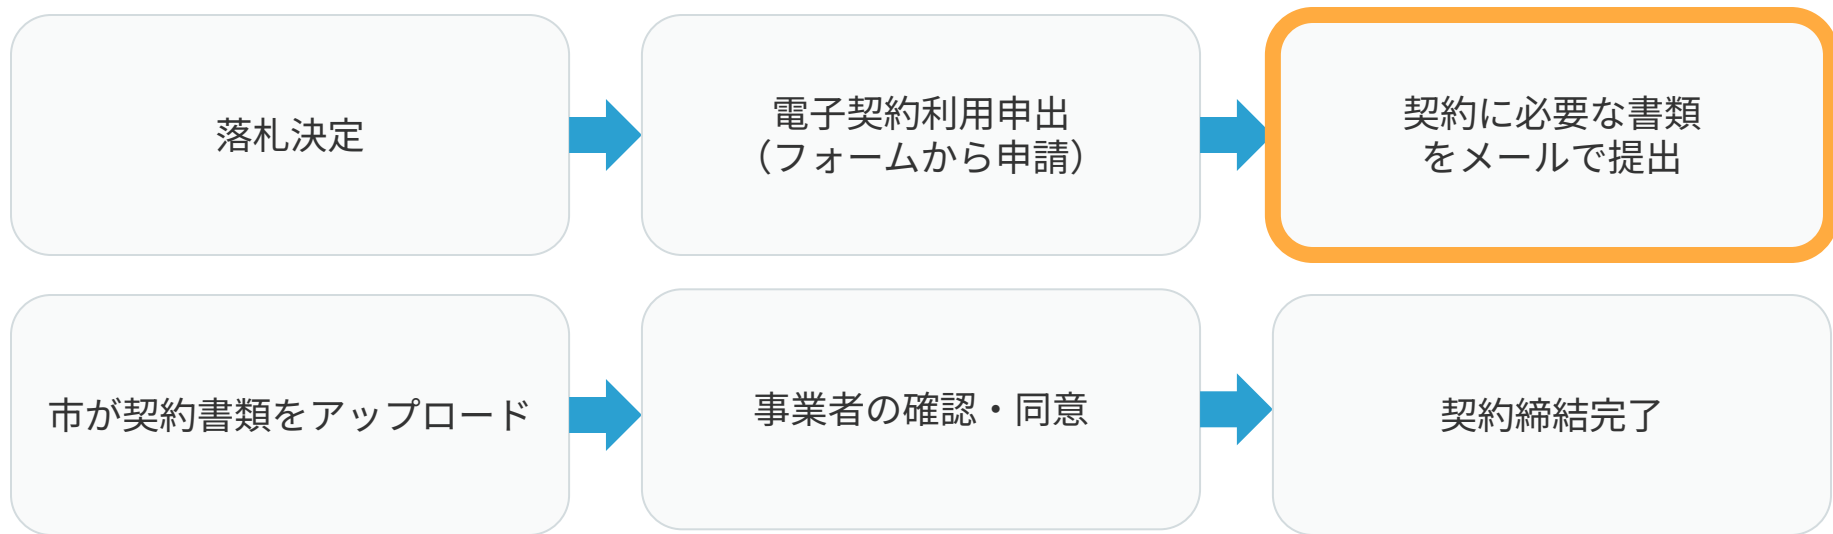 落札決定
電子契約利用申出
（フォームから申請）
契約に必要な書類
をメールで提出
市が契約書類をアップロード
事業者の確認・同意
契約締結完了